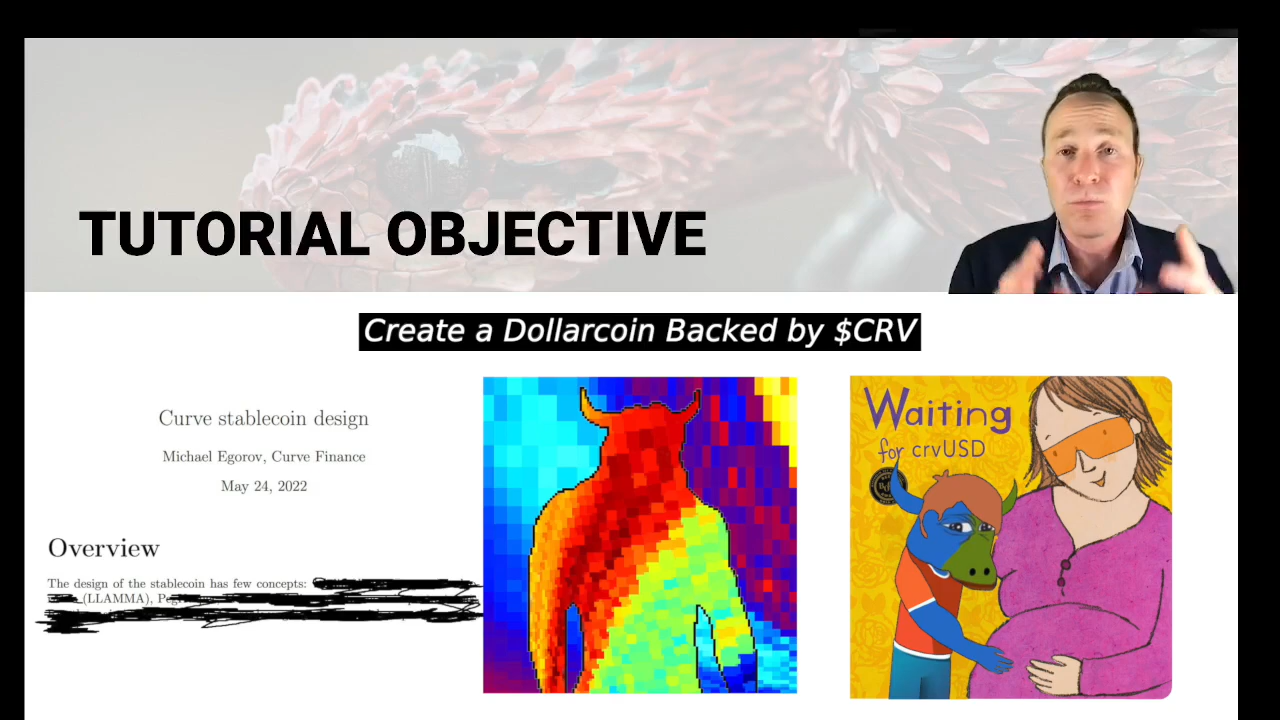 TUTORIAL OBJECTIVE
Create a Dollarcoin Backed by $CRV
Curve stablecoin design
Michael Egorov, Curve Finance
May 24, 2022
Overview
The design of the stablecoin has few concepts:
(LLAMMA),
Waiting
for crvUSD